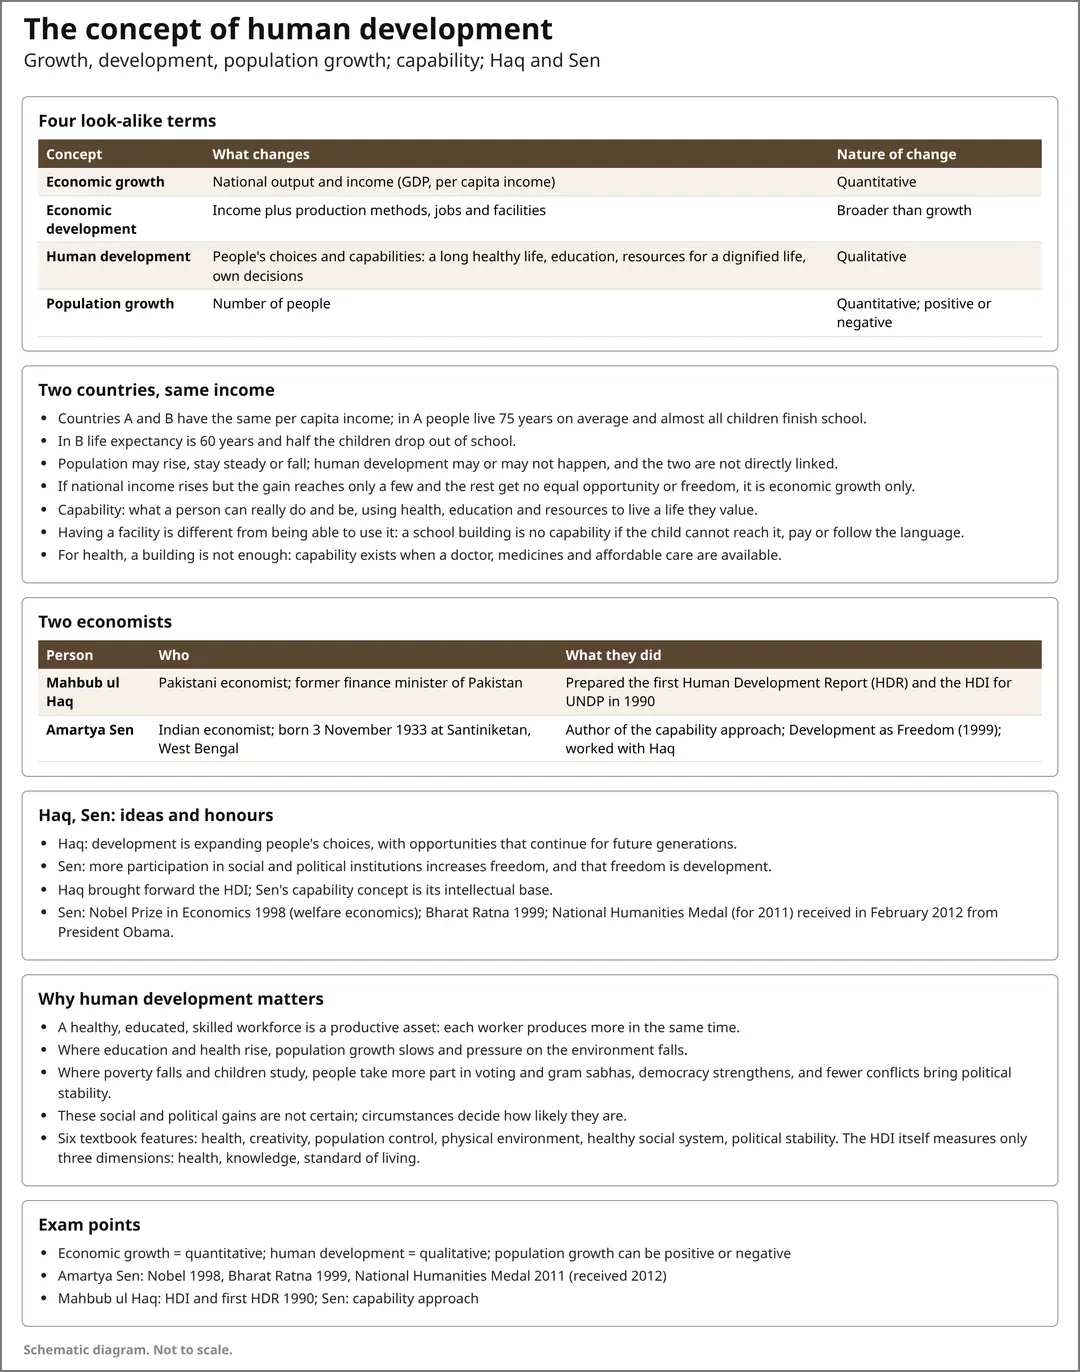 The concept of human development
Growth, development, population growth; capability; Haq and Sen
Four look-alike terms
Concept What changes Nature of change
Economic growth National output and income (GDP, per capita income) Quantitative
Economic Income plus production methods, jobs and facilities Broader than growth
development
Human development People's choices and capabilities: a long healthy life, education, resources for a dignified life, Qualitative
own decisions
Population growth Number of people Quantitative; positive or
negative
Two countries, same income
• Countries A and B have the same per capita income; in A people live 75 years on average and almost all children finish school.
• In B life expectancy is 60 years and half the children drop out of school.
• Population may rise, stay steady or fall; human development may or may not happen, and the two are not directly linked.
• If national income rises but the gain reaches only a few and the rest get no equal opportunity or freedom, it is economic growth only.
• Capability: what a person can really do and be, using health, education and resources to live a life they value.
• Having a facility is different from being able to use it: a school building is no capability if the child cannot reach it, pay or follow the language.
• For health, a building is not enough: capability exists when a doctor, medicines and affordable care are available.
Two economists
Person Who What they did
Mahbub ul Pakistani economist; former finance minister of Pakistan Prepared the first Human Development Report (HDR) and the HDI for
Haq UNDP in 1990
Amartya Sen Indian economist; born 3 November 1933 at Santiniketan, Author of the capability approach; Development as Freedom (1999);
West Bengal worked with Haq
Haq, Sen: ideas and honours
• Haq: development is expanding people's choices, with opportunities that continue for future generations.
• Sen: more participation in social and political institutions increases freedom, and that freedom is development.
• Haq brought forward the HDI; Sen's capability concept is its intellectual base.
• Sen: Nobel Prize in Economics 1998 (welfare economics); Bharat Ratna 1999; National Humanities Medal (for 2011) received in February 2012 from
President Obama.
Why human development matters
• A healthy, educated, skilled workforce is a productive asset: each worker produces more in the same time.
• Where education and health rise, population growth slows and pressure on the environment falls.
• Where poverty falls and children study, people take more part in voting and gram sabhas, democracy strengthens, and fewer conflicts bring political
stability.
• These social and political gains are not certain; circumstances decide how likely they are.
• Six textbook features: health, creativity, population control, physical environment, healthy social system, political stability. The HDI itself measures only
three dimensions: health, knowledge, standard of living.
Exam points
• Economic growth = quantitative; human development = qualitative; population growth can be positive or negative
• Amartya Sen: Nobel 1998, Bharat Ratna 1999, National Humanities Medal 2011 (received 2012)
• Mahbub ul Haq: HDI and first HDR 1990; Sen: capability approach
Schematic diagram. Not to scale.